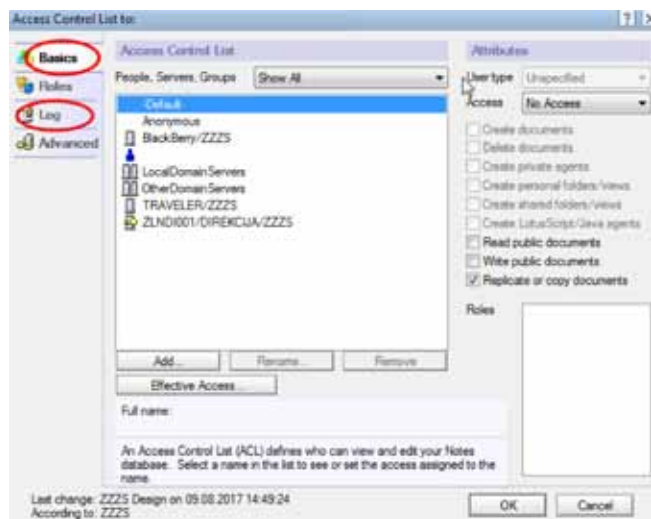 Access Control List to:
Basics
Roles
Log
Advanced
Access Control List
People, Servers, Groups Show All
-Default-
Anonymous
BlackBerry/ZZZS
LocalDomainServers
OtherDomainServers
TRAVELER/ZZZS
ZLNDI001/DIREKCIJA/ZZZS
Add...
Rename...
Remove
Effective Access...
Full name:
An Access Control List (ACL) defines who can view and edit your Notes
database. Select a name in the list to see or set the access assigned to the
name.
Attributes
User type Unspecified
Access No Access
Create documents
Delete documents
Create private agents
Create personal folders/views
Create shared folders/views
Create LotusScript/Java agents
Read public documents
Write public documents
Replicate or copy documents
Roles
Last change: ZZZS Design on 09.08.2017 14:49:24
According to: ZZZS
OK
Cancel